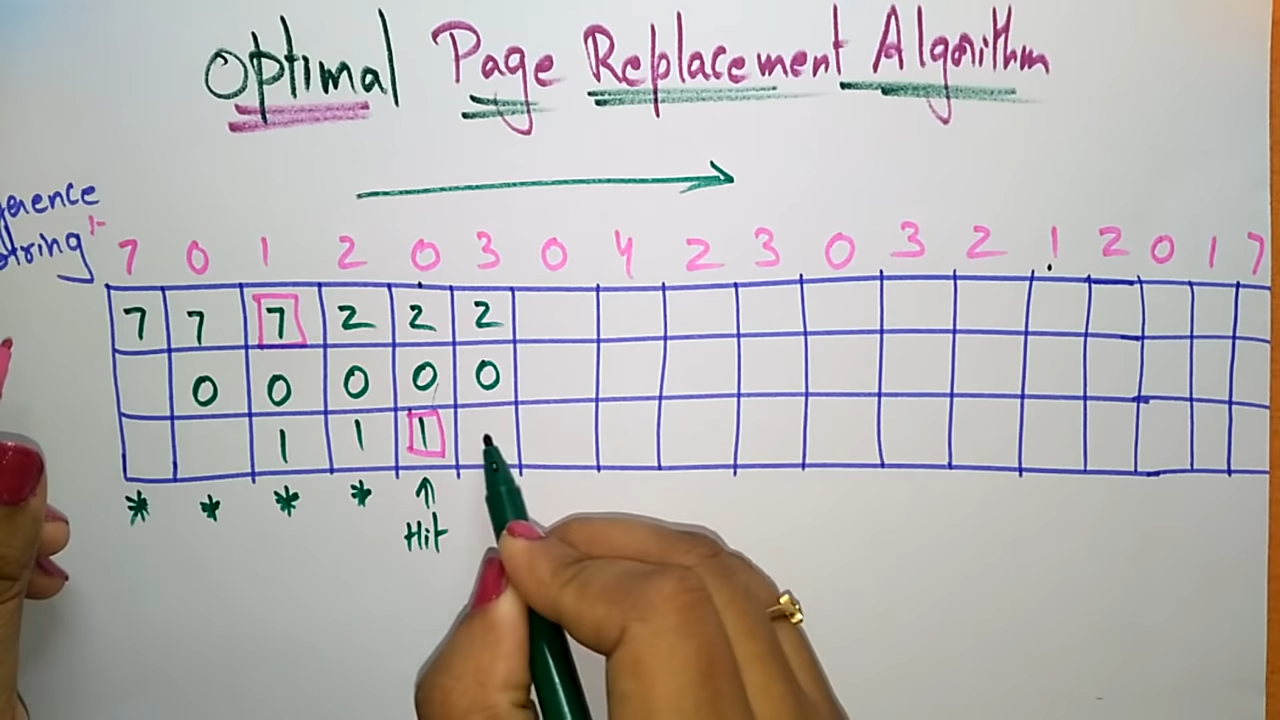 Optimal Page Replacement Algorithm
String:-
7 0 1 2 0 3 0 4 2 3 0 3 2 1 2 0 1 7
7 7 7 2 2 2
0 0 0 0 0
1 1 1
* * * * ↑
Hit